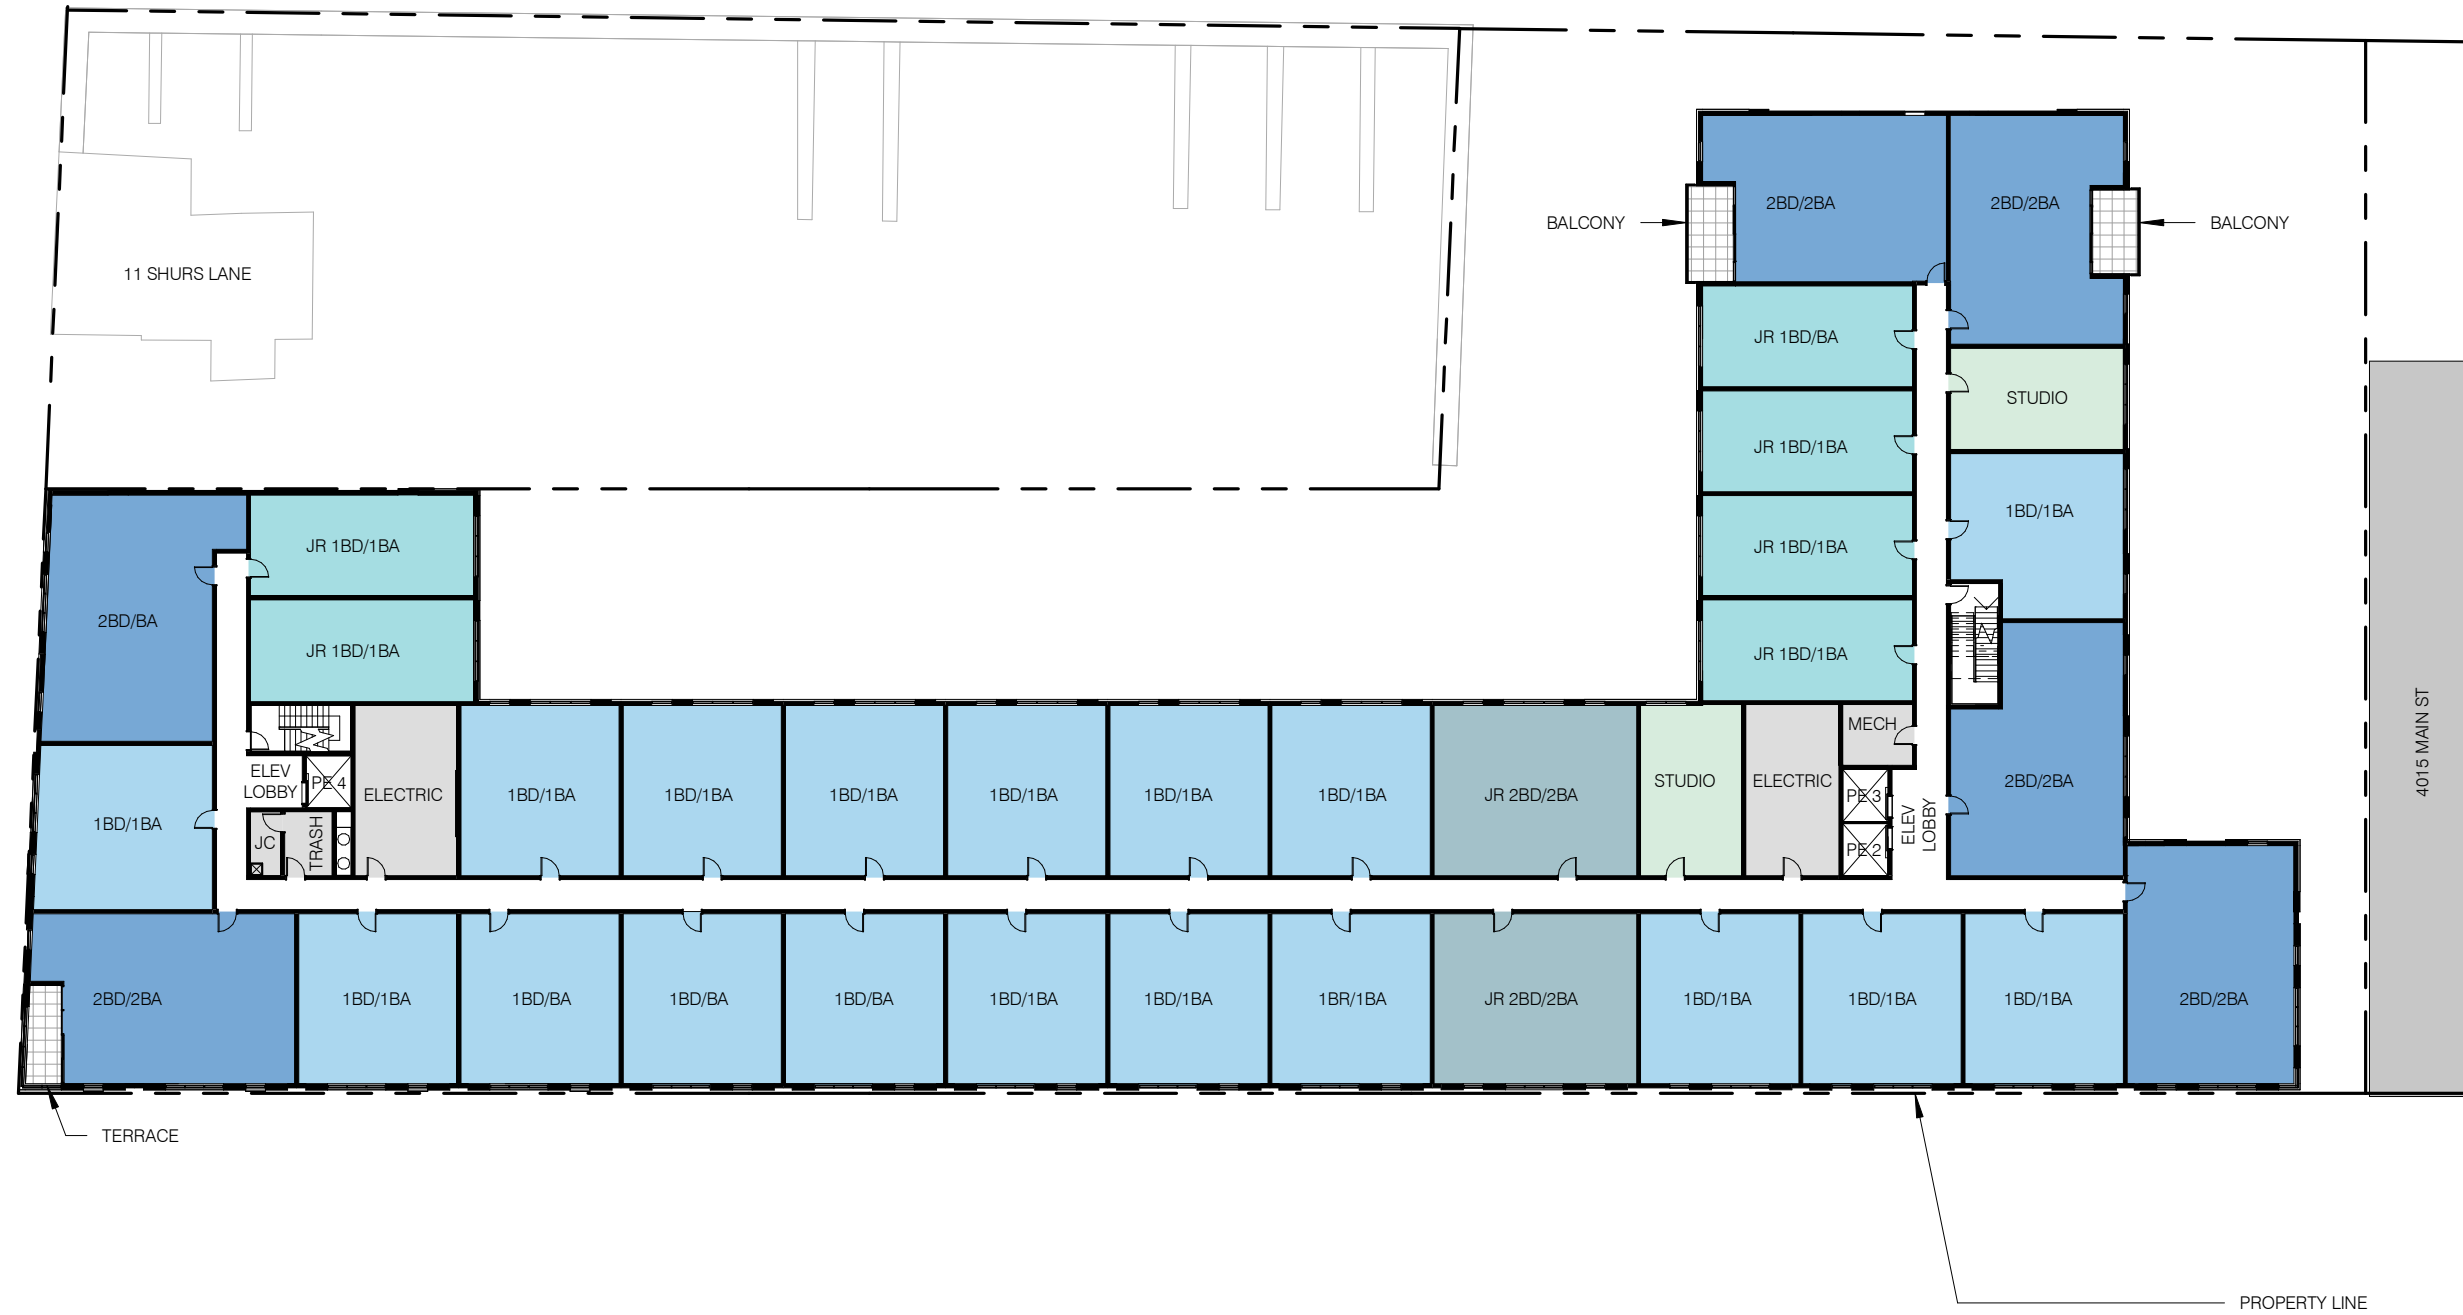 2BD/2BA
2BD/2BA
BALCONY
BALCONY
11 SHURS LANE
JR 1BD/BA
STUDIO
JR 1BD/1BA
1BD/1BA
JR 1BD/1BA
JR 1BD/1BA
2BD/BA
JR 1BD/1BA
JR 1BD/1BA
MECH
4015 MAIN ST
ELEV
LOBBY
PE 4
ELECTRIC
1BD/1BA
1BD/1BA
1BD/1BA
1BD/1BA
1BD/1BA
1BD/1BA
JR 2BD/2BA
STUDIO
ELECTRIC
PE 3
PE 2
ELEV
LOBBY
2BD/2BA
1BD/1BA
JC
TRASH
2BD/2BA
1BD/1BA
1BD/BA
1BD/BA
1BD/BA
1BD/1BA
1BD/1BA
1BR/1BA
JR 2BD/2BA
1BD/1BA
1BD/1BA
1BD/1BA
2BD/2BA
TERRACE
PROPERTY LINE